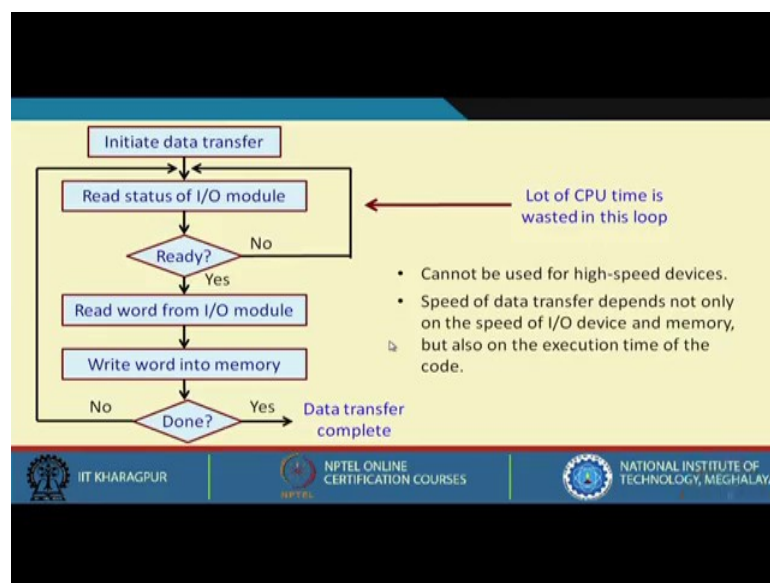 Initiate data transfer
Read status of I/O module
Ready?
No
Yes
Read word from I/O module
Write word into memory
No
Done?
Yes
Data transfer
complete
Lot of CPU time is
wasted in this loop
• Cannot be used for high-speed devices.
• Speed of data transfer depends not only
on the speed of I/O device and memory,
but also on the execution time of the
code.
IIT KHARAGPUR
NPTEL
NPTEL ONLINE
CERTIFICATION COURSES
NATIONAL INSTITUTE OF
TECHNOLOGY, MEGHALAYA